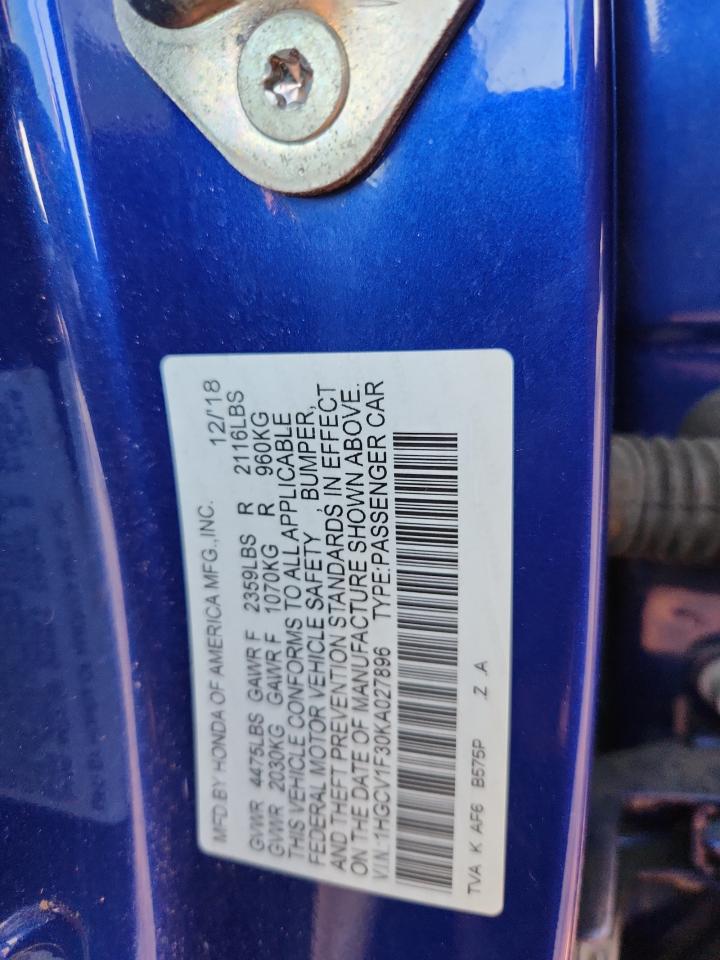 MFD.BY HONDA OF AMERICA MFG.,INC. 12/'18
GVWR 4475LBS GAWR F 2359LBS R 2116LBS
GVWR 2030KG GAWR F 1070KG R 960KG
THIS VEHICLE CONFORMS TO ALL APPLICABLE
FEDERAL MOTOR VEHICLE SAFETY, BUMPER,
AND THEFT PREVENTION STANDARDS IN EFFECT
ON THE DATE OF MANUFACTURE SHOWN ABOVE.
V.I.N.:1HGCV1F30KA027896 TYPE:PASSENGER CAR
TVA K AF6 B575P .Z .A